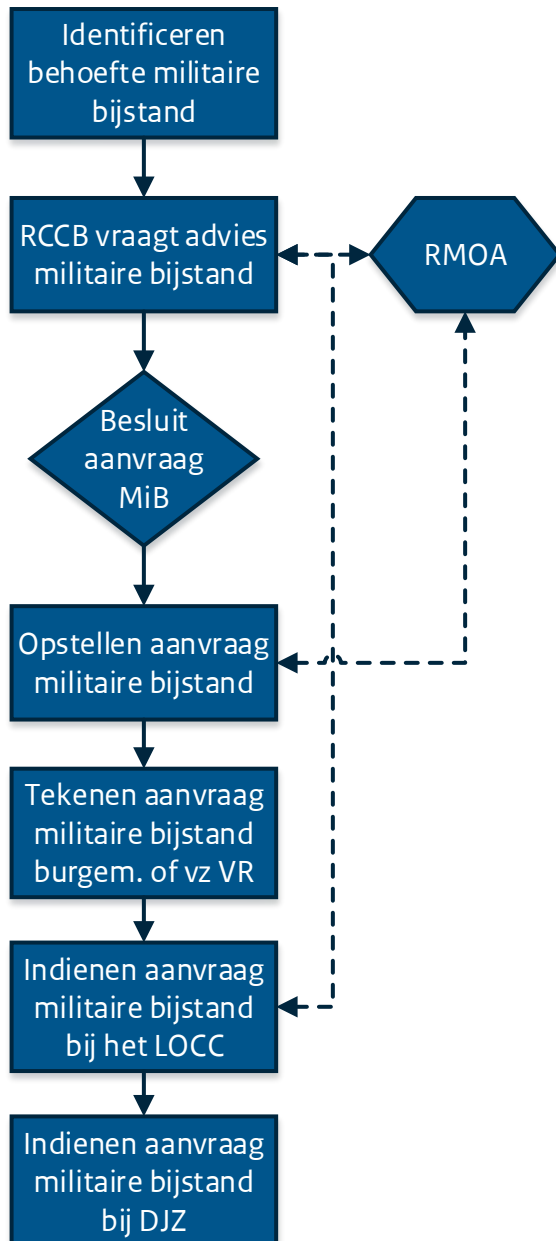 Identificeren
behoefte militaire
bijstand
RCCB vraagt advies
militaire bijstand
RMOA
Besluit
aanvraag
MiB
Opstellen aanvraag
militaire bijstand
Tekenen aanvraag
militaire bijstand
burgem. of vz VR
Indienen aanvraag
militaire bijstand
bij het LOCC
Indienen aanvraag
militaire bijstand
bij DJZ